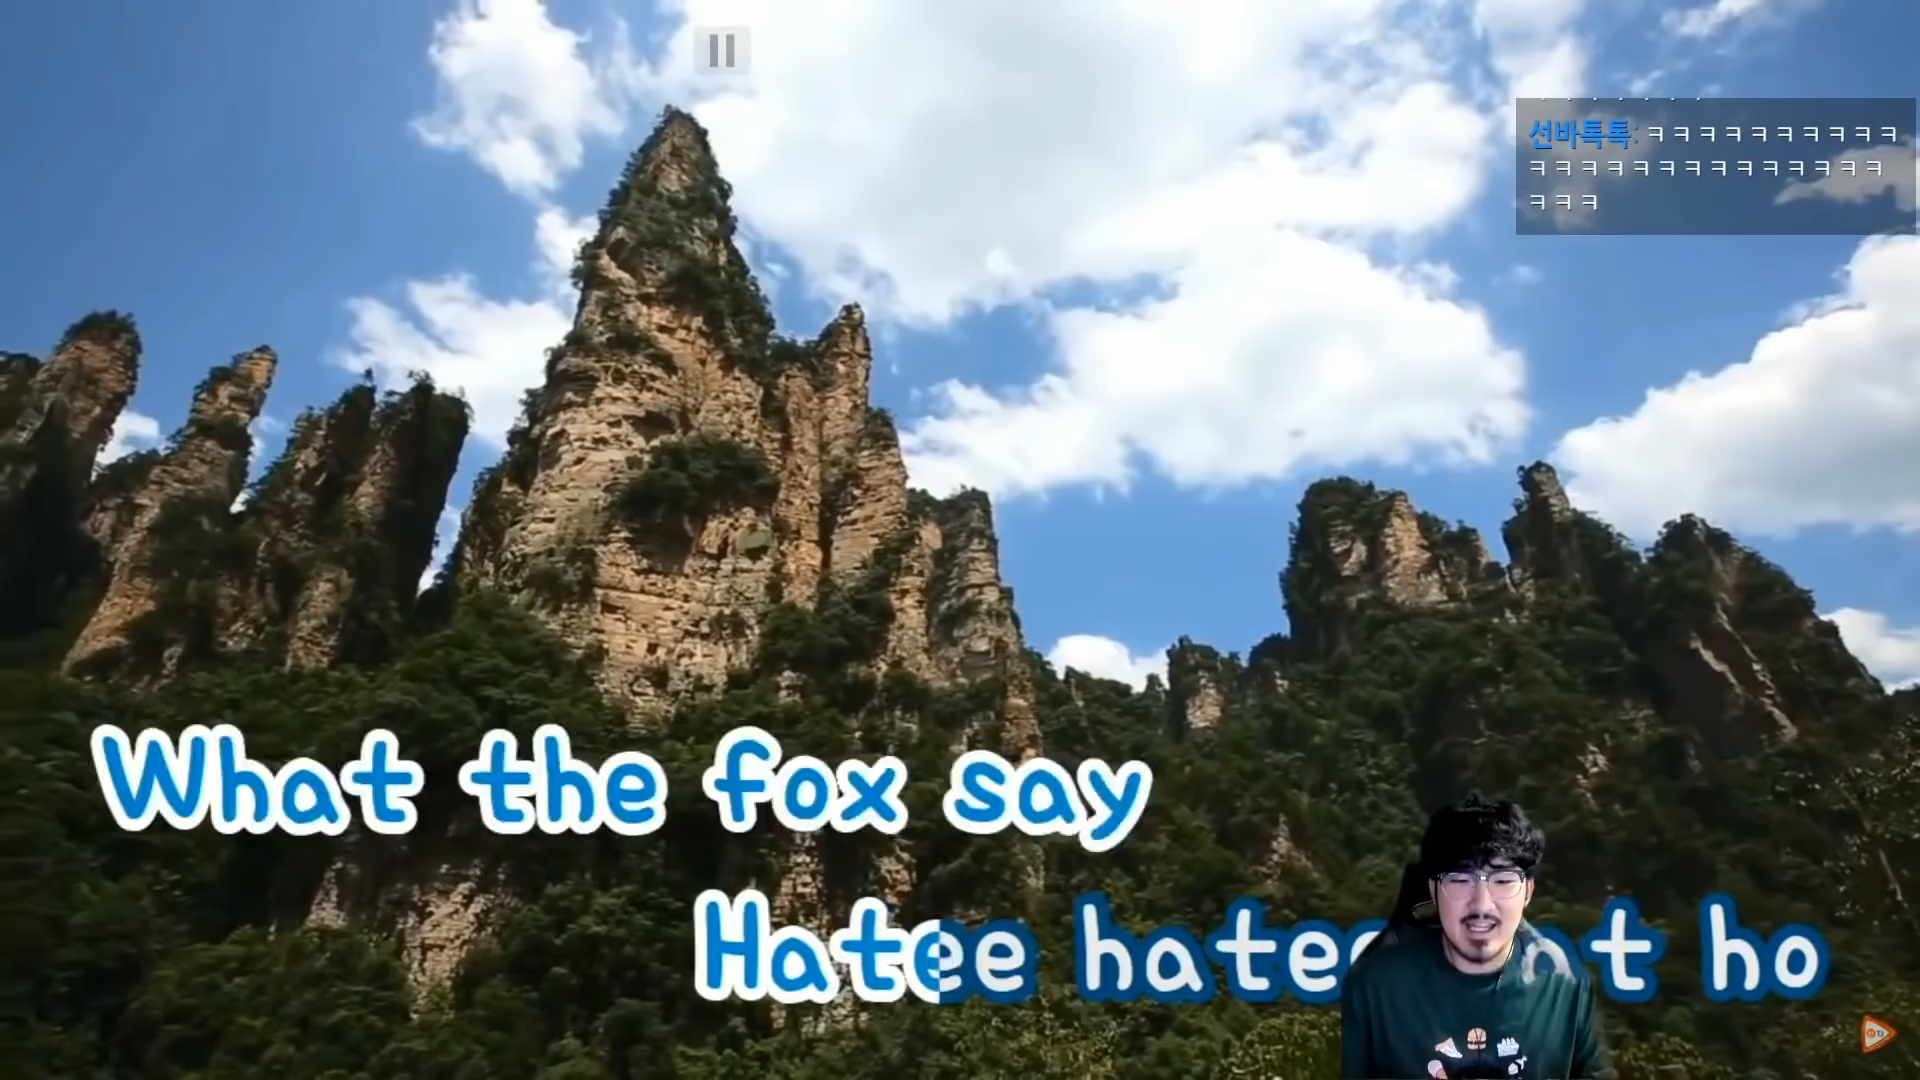 선바톡톡: ㅋㅋㅋㅋㅋㅋㅋㅋㅋㅋ
ㅋㅋㅋㅋㅋㅋㅋㅋㅋㅋㅋㅋㅋㅋ
ㅋㅋㅋ
What the fox say
Hatee hatee ho